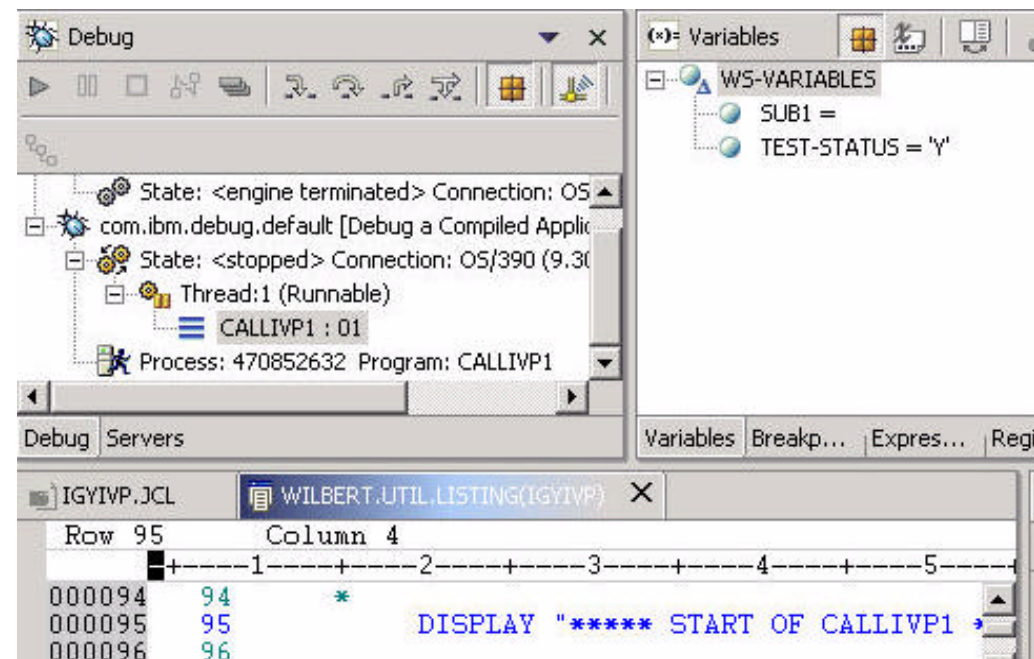 Debug
State: <engine terminated> Connection: OS
com.ibm.debug.default [Debug a Compiled Applic
State: <stopped> Connection: OS/390 (9.30
Thread:1 (Runnable)
CALLIVP1 : 01
Process: 470852632 Program: CALLIVP1
Debug Servers
(x)= Variables
WS-VARIABLES
SUB1 =
TEST-STATUS = 'Y'
Variables Breakp... Expres... Regi
IGYIVP.JCL WILBERT.UTIL.LISTING(IGYIVP)
Row 95 Column 4
-+----1----+----2----+----3----+----4----+----5----+
000094 94 *
000095 95 DISPLAY "***** START OF CALLIVP1 *
000096 96